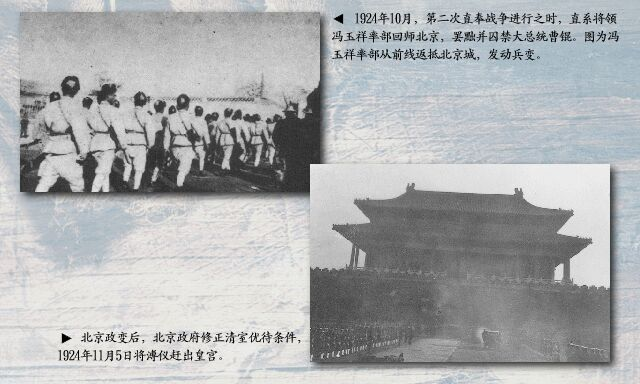 ◀ 1924年10月，第二次直奉战争进行之时，直系将领
冯玉祥率部回师北京，罢黜并囚禁大总统曹锟。图为冯
玉祥率部从前线返抵北京城，发动兵变。
▶ 北京政变后，北京政府修正清室优待条件，
1924年11月5日将溥仪赶出皇宫。